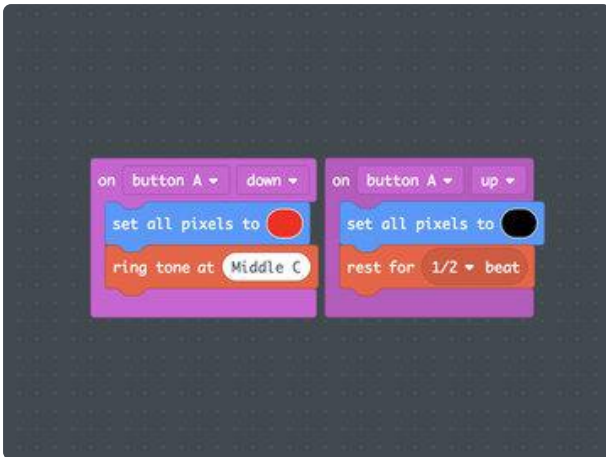 on button A down
set all pixels to
ring tone at Middle C
on button A up
set all pixels to
rest for 1/2 beat